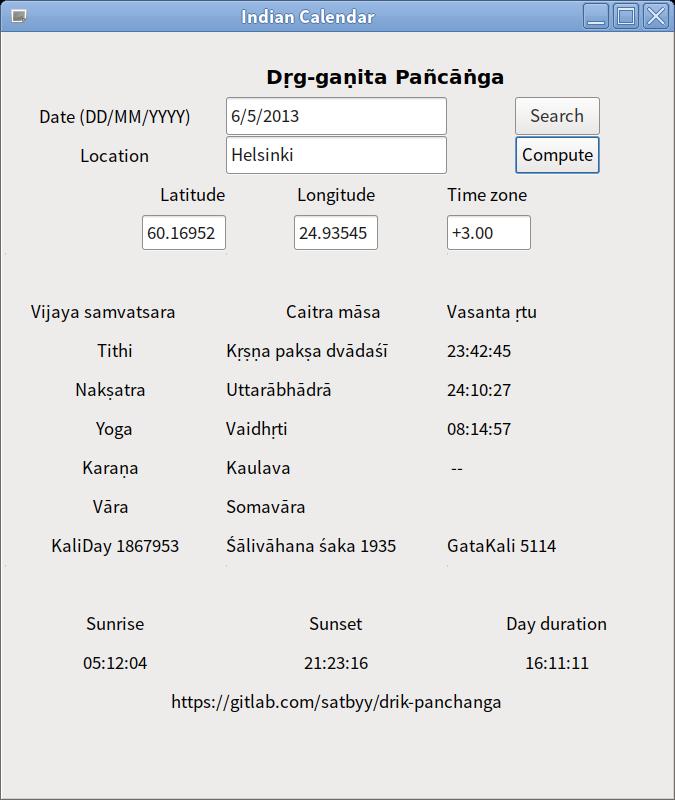 Indian Calendar
Dṛg-gaṇita Pañcāṅga
Date (DD/MM/YYYY) 6/5/2013 Search
Location Helsinki Compute
Latitude Longitude Time zone
60.16952 24.93545 +3.00
Vijaya samvatsara Caitra māsa Vasanta ṛtu
Tithi Kṛṣṇa pakṣa dvādaśī 23:42:45
Nakṣatra Uttarābhādrā 24:10:27
Yoga Vaidhṛti 08:14:57
Karaṇa Kaulava --
Vāra Somavāra
KaliDay 1867953 Śālivāhana śaka 1935 GataKali 5114
Sunrise Sunset Day duration
05:12:04 21:23:16 16:11:11
https://gitlab.com/satbyy/drik-panchanga